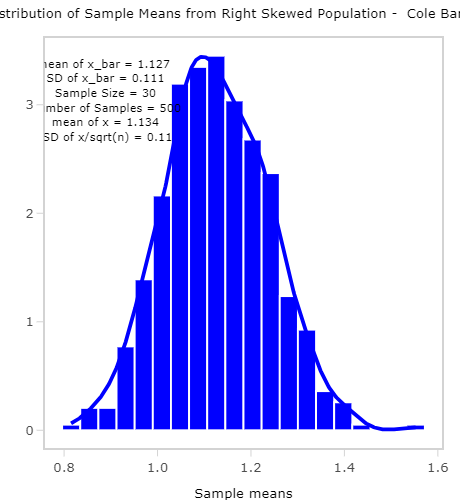 stribution of Sample Means from Right Skewed Population - Cole Bar
mean of x_bar = 1.127
SD of x_bar = 0.111
Sample Size = 30
mber of Samples = 500
mean of x = 1.134
SD of x/sqrt(n) = 0.11
3
2
1
0
0.8 1.0 1.2 1.4 1.6
Sample means